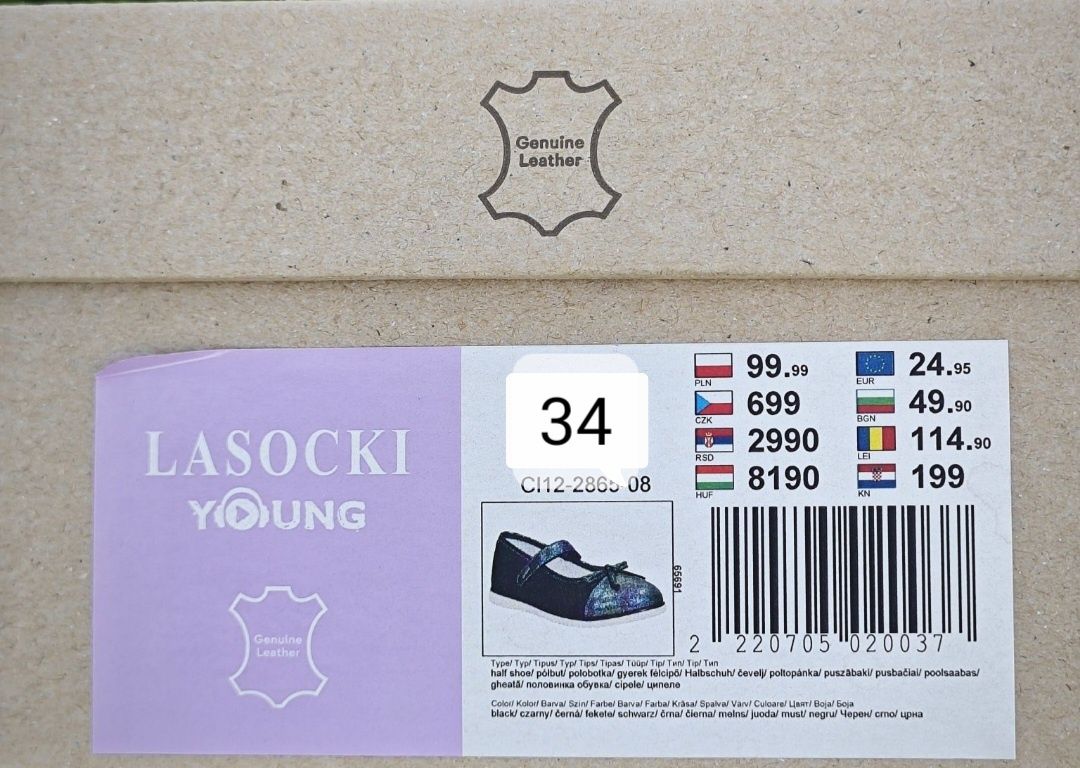 Genuine
Leather
LASOCKI
YOUNG
Genuine
Leather
34
CI12-2865-08
65691
PLN 99.99
EUR 24.95
CZK 699
BGN 49.90
RSD 2990
LEI 114.90
HUF 8190
KN 199
2 220705 020037
Type/ Typ/ Típus/ Typ/ Tips/ Tipas/ Tüüp/ Tip/ Тип/ Tip/ Тип
half shoe/ półbut/ polobotka/ gyerek félcipő/ Halbschuh/ čevelj/ poltopánka/ puszābaki/ pusbačiai/ poolsaabas/
gheată/ половинка обувка/ cipele/ ципеле
Color/ Kolor/ Barva/ Szín/ Farbe/ Barva/ Farba/ Krāsa/ Spalva/ Värv/ Culoare/ Цвят/ Boja/ Боја
black/ czarny/ černá/ fekete/ schwarz/ črna/ čierna/ melns/ juoda/ must/ negru/ Черен/ crno/ црна